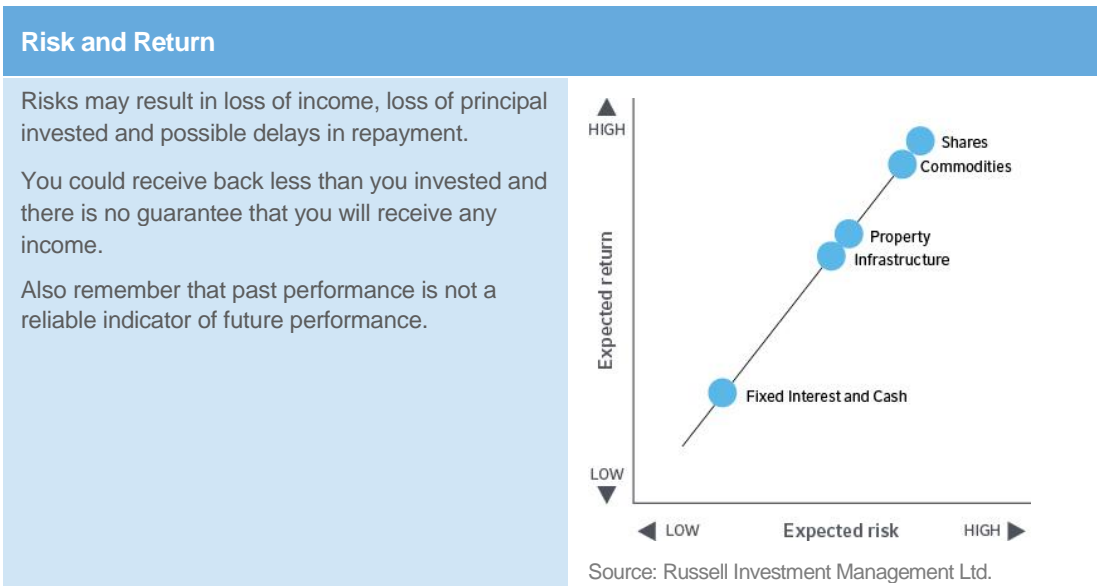 Risk and Return
Risks may result in loss of income, loss of principal
invested and possible delays in repayment.
You could receive back less than you invested and
there is no guarantee that you will receive any
income.
Also remember that past performance is not a
reliable indicator of future performance.
HIGH
Shares
Commodities
Property
Infrastructure
Expected return
Fixed Interest and Cash
LOW
LOW Expected risk HIGH
Source: Russell Investment Management Ltd.